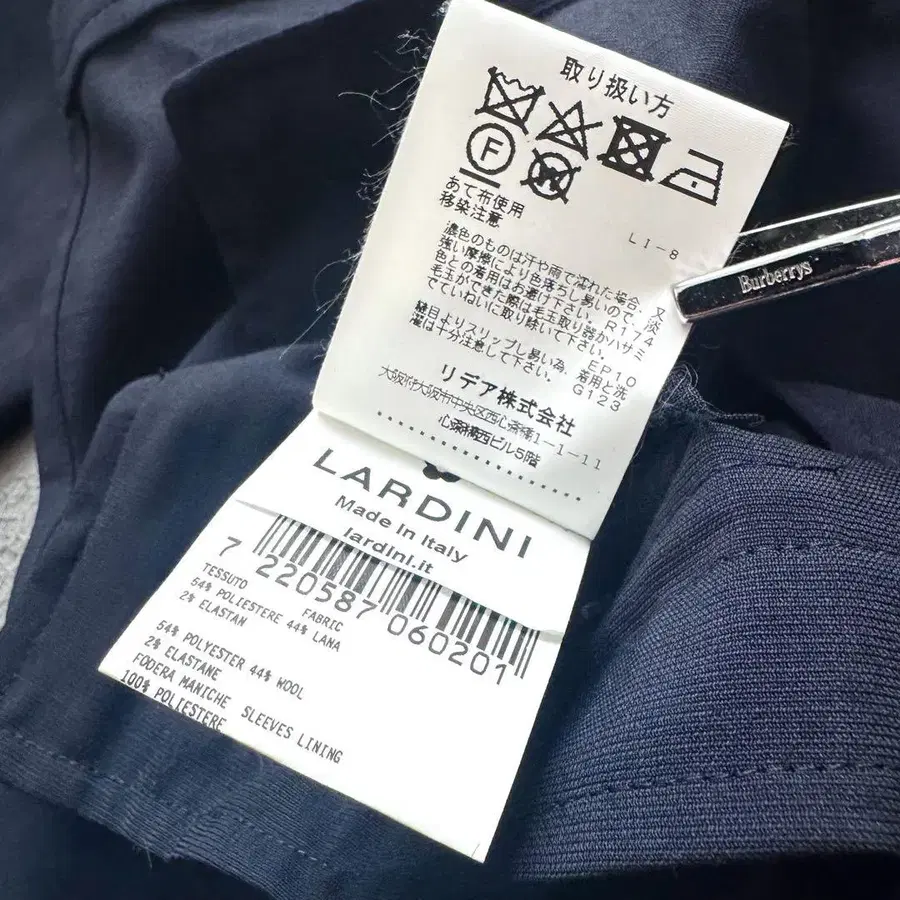 取り扱い方
F
あて布使用
移染注意
LI-8
濃色のものは汗や雨で濡れた場合、又
強い摩擦により色落ちし易いので、淡
色との着用はお避け下さい。R174
毛玉ができた際は毛玉取り器かハサミ
でていねいに取り除いて下さい。
EP10
縫目よりスリップし易い為、着用と洗
濯は十分注意して下さい。G123
リデア株式会社
大阪府大阪市中央区西心斎橋1-1-11
心斎橋西ビル5階
Burberrys
LARDINI
Made in Italy
lardini.it
7 220587 060201
TESSUTO FABRIC
54% POLIESTERE 44% LANA
2% ELASTAN
54% POLYESTER 44% WOOL
2% ELASTANE
FODERA MANICHE SLEEVES LINING
100% POLIESTERE